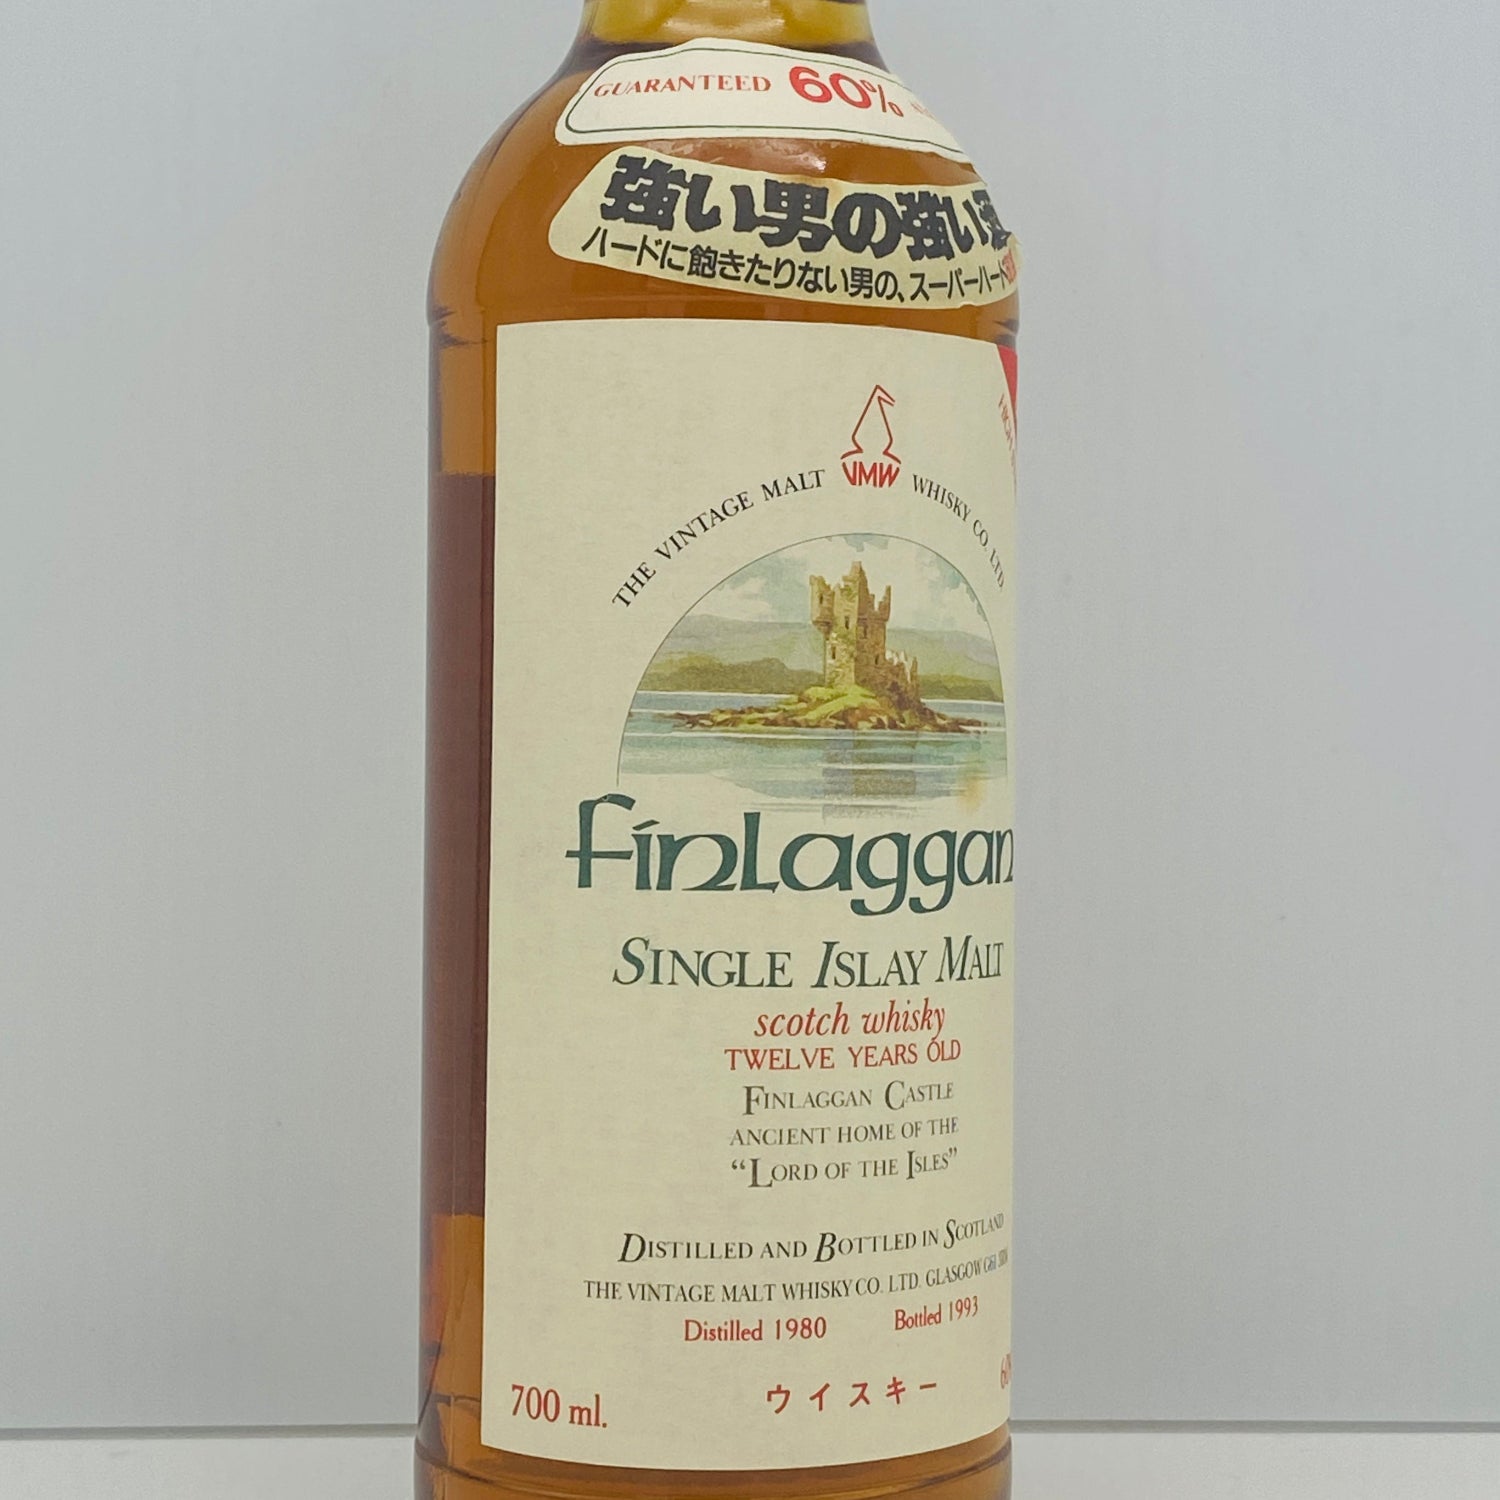 GUARANTEED 60%
強い男の強い
ハードに飽きたりない男の、スーパーハード
HIGH
VMW
THE VINTAGE MALT WHISKY CO. LTD.
finlaggan
SINGLE ISLAY MALT
scotch whisky
TWELVE YEARS OLD
FINLAGGAN CASTLE
ANCIENT HOME OF THE
"LORD OF THE ISLES"
DISTILLED AND BOTTLED IN SCOTLAND
THE VINTAGE MALT WHISKY CO. LTD. GLASGOW
Distilled 1980 Bottled 1993
700 ml. ウイスキー